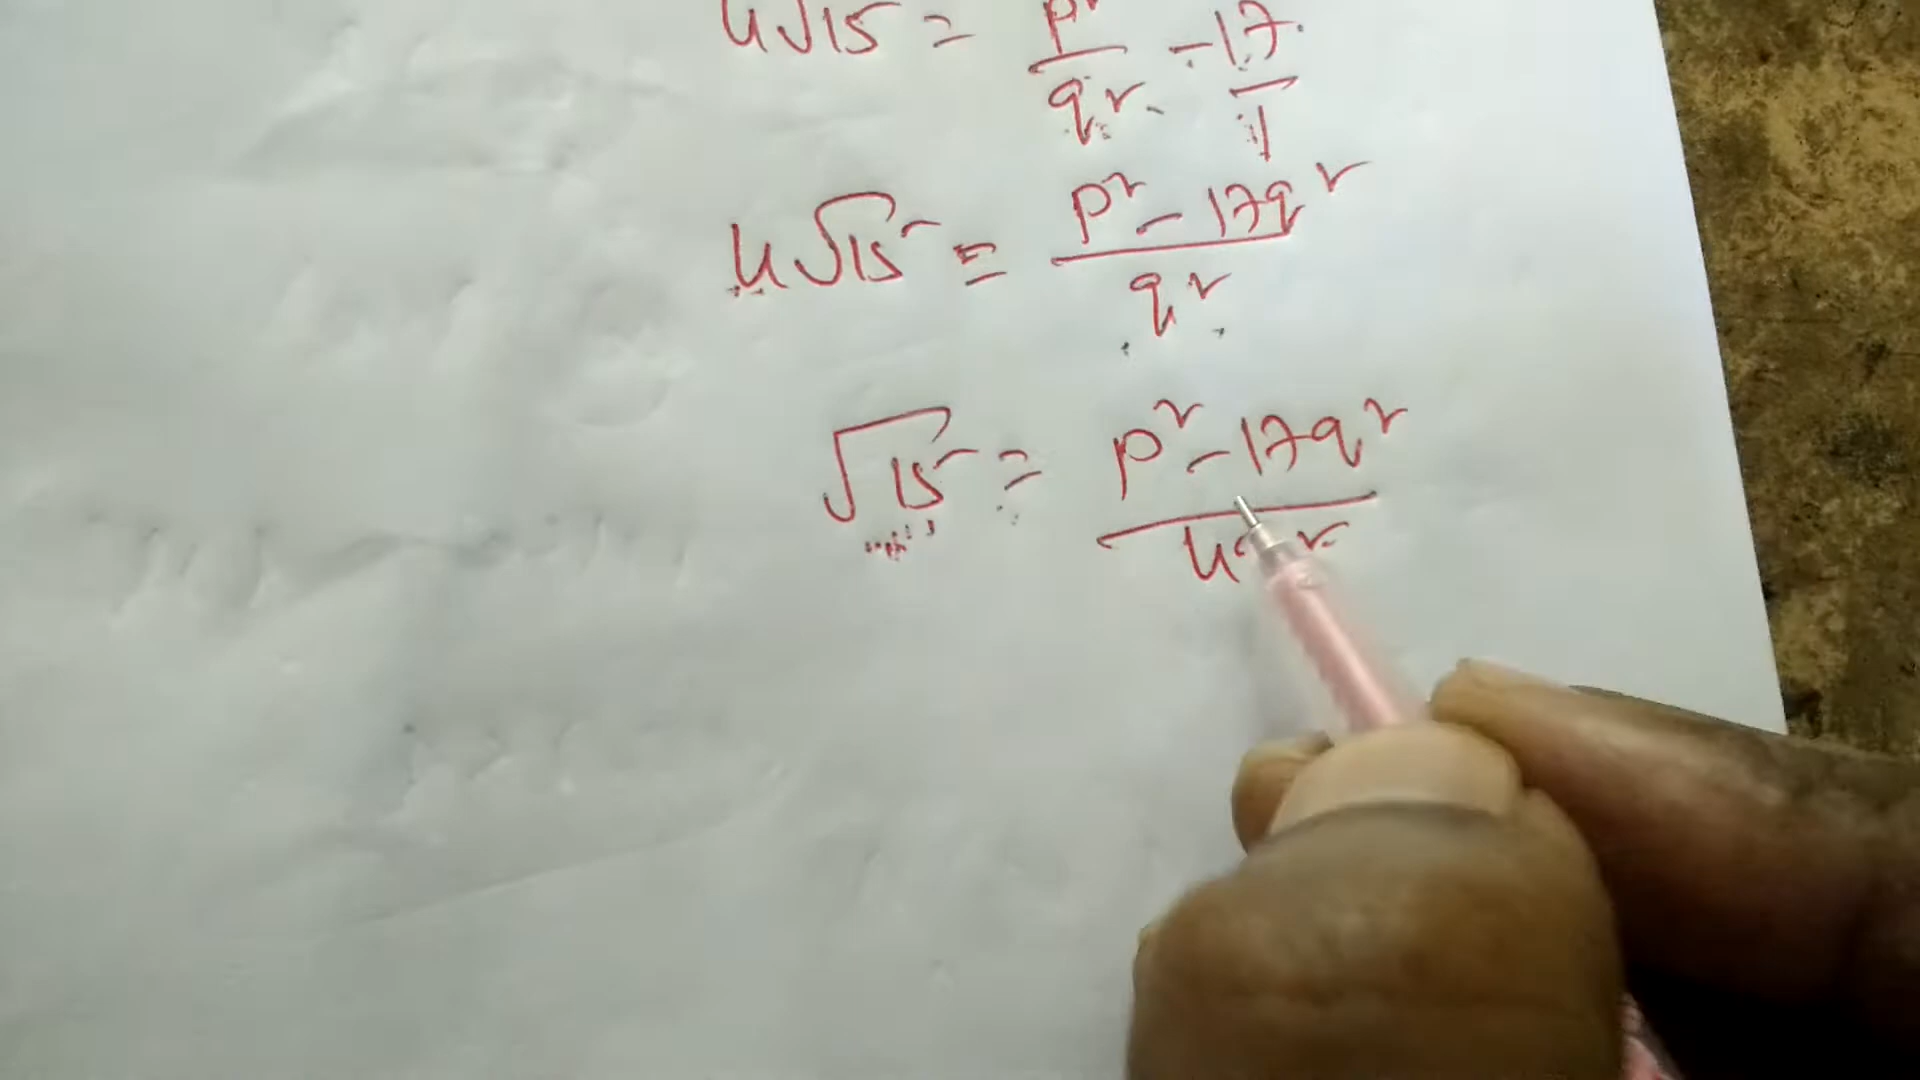 4√15 = p²/q² - 17/1
4√15 = p² - 17q²/q²
√15 = p² - 17q²/4q²